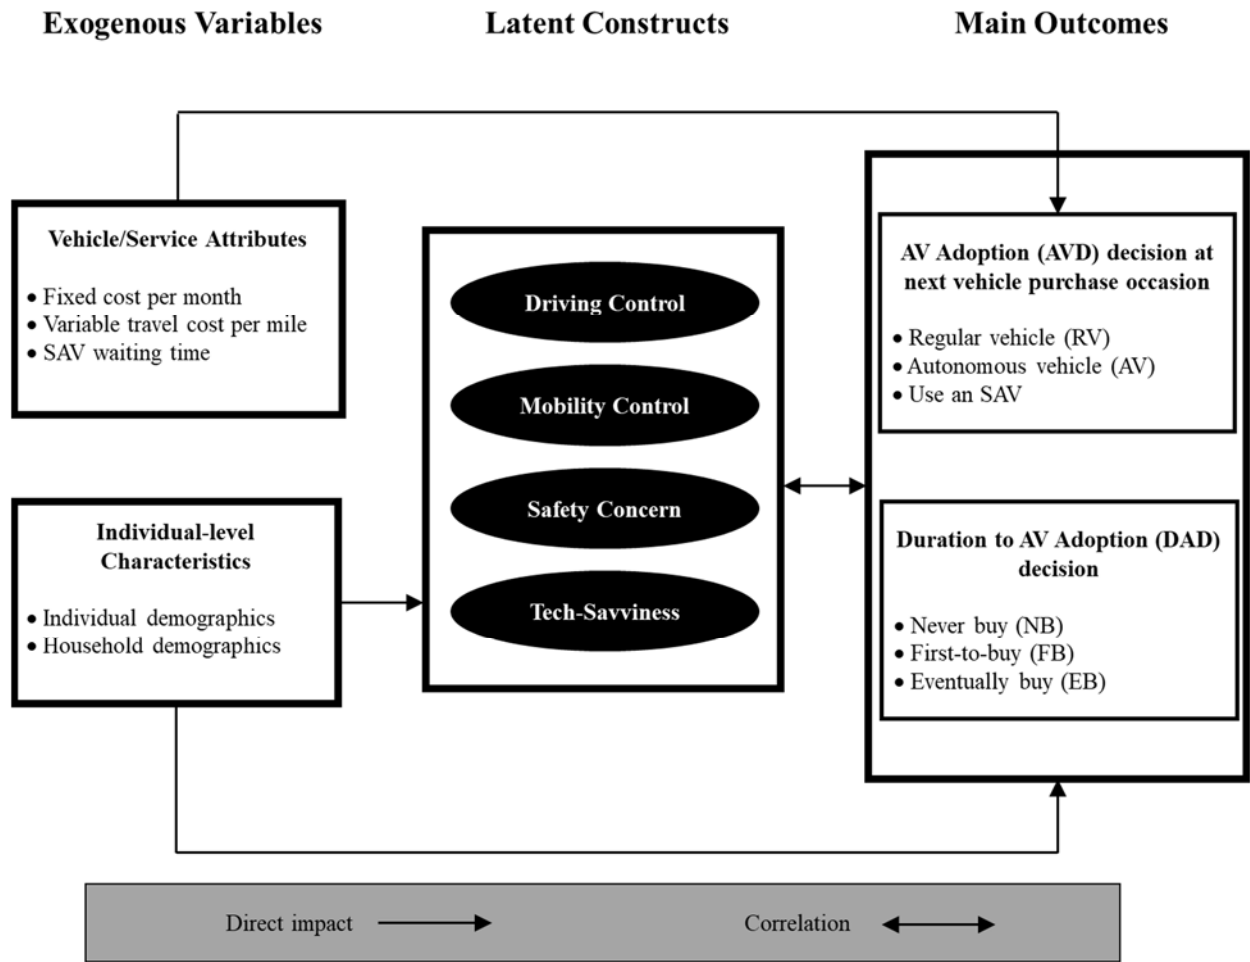 Exogenous Variables
Latent Constructs
Main Outcomes
Vehicle/Service Attributes
• Fixed cost per month
• Variable travel cost per mile
• SAV waiting time
Individual-level
Characteristics
• Individual demographics
• Household demographics
Driving Control
Mobility Control
Safety Concern
Tech-Savviness
AV Adoption (AVD) decision at
next vehicle purchase occasion
• Regular vehicle (RV)
• Autonomous vehicle (AV)
• Use an SAV
Duration to AV Adoption (DAD)
decision
• Never buy (NB)
• First-to-buy (FB)
• Eventually buy (EB)
Direct impact
Correlation